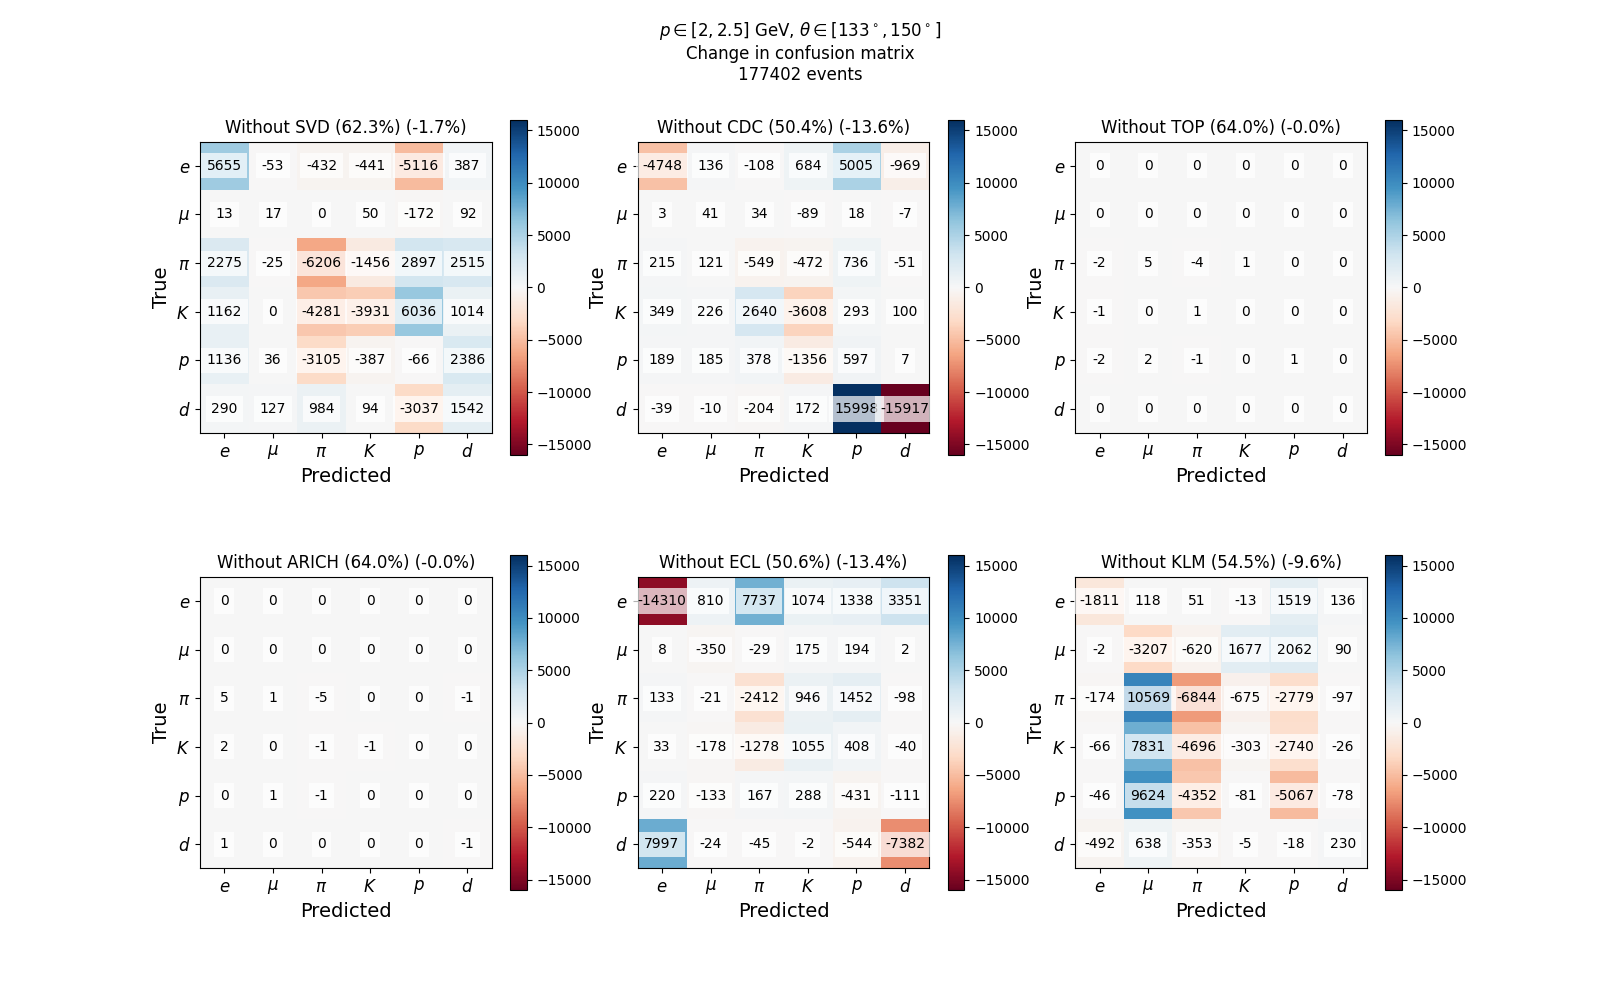 p ∈ [2, 2.5] GeV, θ ∈ [133°, 150°]
Change in confusion matrix
177402 events
Without SVD (62.3%) (-1.7%)
e 5655 -53 -432 -441 -5116 387
μ 13 17 0 50 -172 92
π 2275 -25 -6206 -1456 2897 2515
K 1162 0 -4281 -3931 6036 1014
p 1136 36 -3105 -387 -66 2386
d 290 127 984 94 -3037 1542
e μ π K p d
Predicted
True
15000
10000
5000
0
−5000
−10000
−15000
Without CDC (50.4%) (-13.6%)
e -4748 136 -108 684 5005 -969
μ 3 41 34 -89 18 -7
π 215 121 -549 -472 736 -51
K 349 226 2640 -3608 293 100
p 189 185 378 -1356 597 7
d -39 -10 -204 172 15998 -15917
e μ π K p d
Predicted
True
15000
10000
5000
0
−5000
−10000
−15000
Without TOP (64.0%) (-0.0%)
e 0 0 0 0 0 0
μ 0 0 0 0 0 0
π -2 5 -4 1 0 0
K -1 0 1 0 0 0
p -2 2 -1 0 1 0
d 0 0 0 0 0 0
e μ π K p d
Predicted
True
15000
10000
5000
0
−5000
−10000
−15000
Without ARICH (64.0%) (-0.0%)
e 0 0 0 0 0 0
μ 0 0 0 0 0 0
π 5 1 -5 0 0 -1
K 2 0 -1 -1 0 0
p 0 1 -1 0 0 0
d 1 0 0 0 0 -1
e μ π K p d
Predicted
True
15000
10000
5000
0
−5000
−10000
−15000
Without ECL (50.6%) (-13.4%)
e -14310 810 7737 1074 1338 3351
μ 8 -350 -29 175 194 2
π 133 -21 -2412 946 1452 -98
K 33 -178 -1278 1055 408 -40
p 220 -133 167 288 -431 -111
d 7997 -24 -45 -2 -544 -7382
e μ π K p d
Predicted
True
15000
10000
5000
0
−5000
−10000
−15000
Without KLM (54.5%) (-9.6%)
e -1811 118 51 -13 1519 136
μ -2 -3207 -620 1677 2062 90
π -174 10569 -6844 -675 -2779 -97
K -66 7831 -4696 -303 -2740 -26
p -46 9624 -4352 -81 -5067 -78
d -492 638 -353 -5 -18 230
e μ π K p d
Predicted
True
15000
10000
5000
0
−5000
−10000
−15000